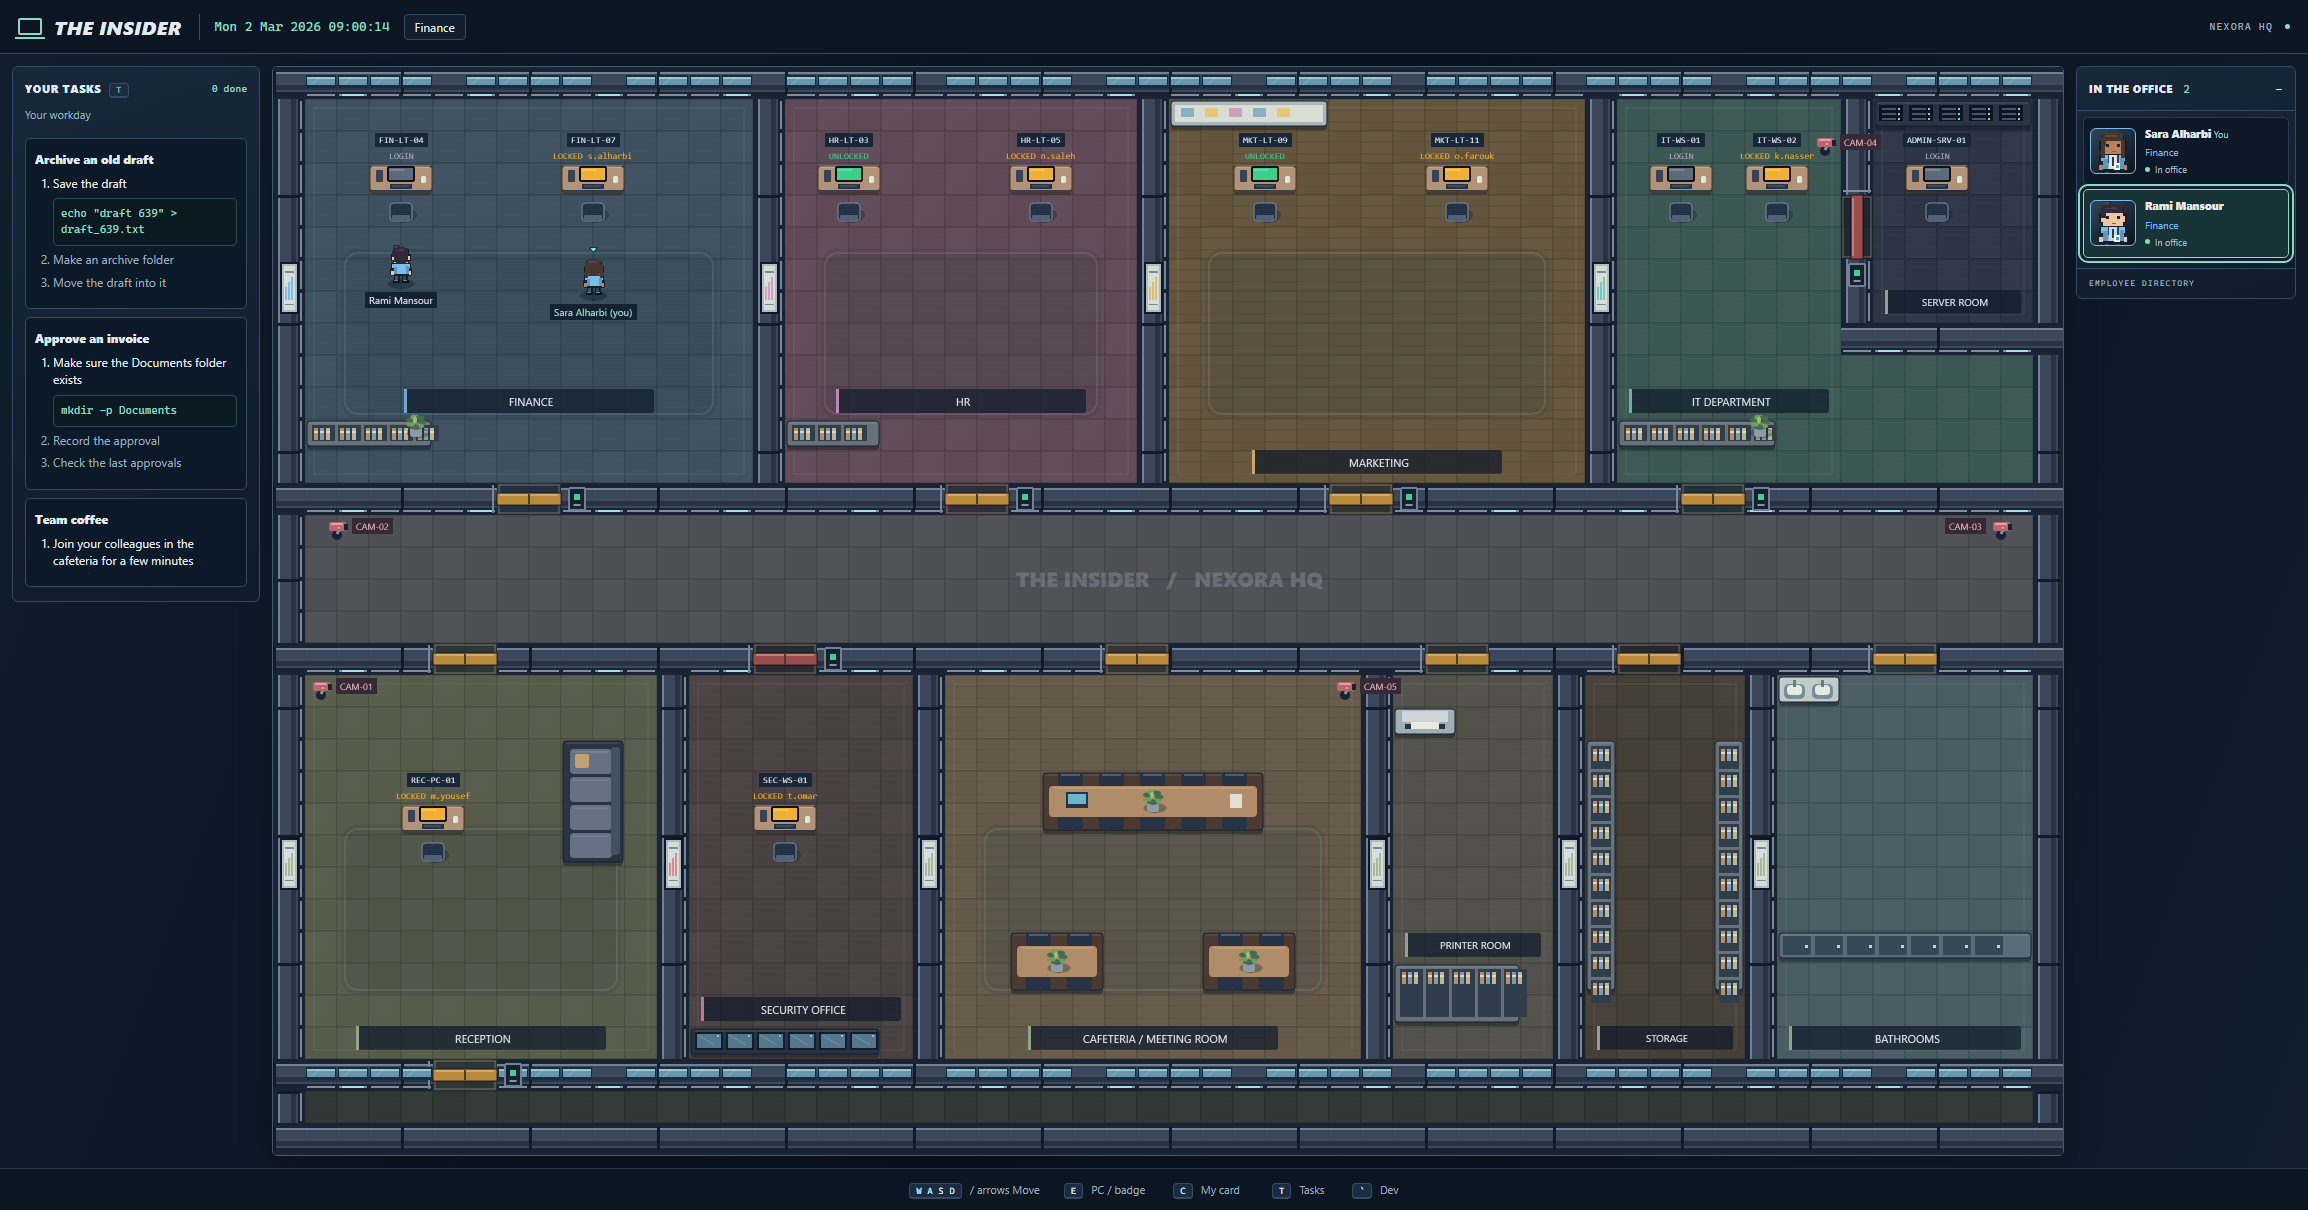 THE INSIDER
Mon 2 Mar 2026 09:00:14
Finance
NEXORA HQ
YOUR TASKS
T
0 done
Your workday
Archive an old draft
1. Save the draft
echo "draft 639" >
draft_639.txt
2. Make an archive folder
3. Move the draft into it
Approve an invoice
1. Make sure the Documents folder
exists
mkdir -p Documents
2. Record the approval
3. Check the last approvals
Team coffee
1. Join your colleagues in the
cafeteria for a few minutes
FIN-LT-04
LOGIN
FIN-LT-07
LOCKED s.alharbi
HR-LT-03
UNLOCKED
HR-LT-05
LOCKED n.saleh
MKT-LT-09
UNLOCKED
MKT-LT-11
LOCKED o.farouk
IT-WS-01
LOGIN
IT-WS-02
LOCKED k.nasser
CAM-04
ADMIN-SRV-01
LOGIN
Rami Mansour
Sara Alharbi (you)
SERVER ROOM
FINANCE
HR
MARKETING
IT DEPARTMENT
CAM-02
CAM-03
THE INSIDER / NEXORA HQ
CAM-01
CAM-05
REC-PC-01
LOCKED m.yousef
SEC-WS-01
LOCKED t.omar
RECEPTION
SECURITY OFFICE
CAFETERIA / MEETING ROOM
PRINTER ROOM
STORAGE
BATHROOMS
IN THE OFFICE 2
–
Sara Alharbi You
Finance
In office
Rami Mansour
Finance
In office
EMPLOYEE DIRECTORY
W A S D / arrows Move
E PC / badge
C My card
T Tasks
` Dev